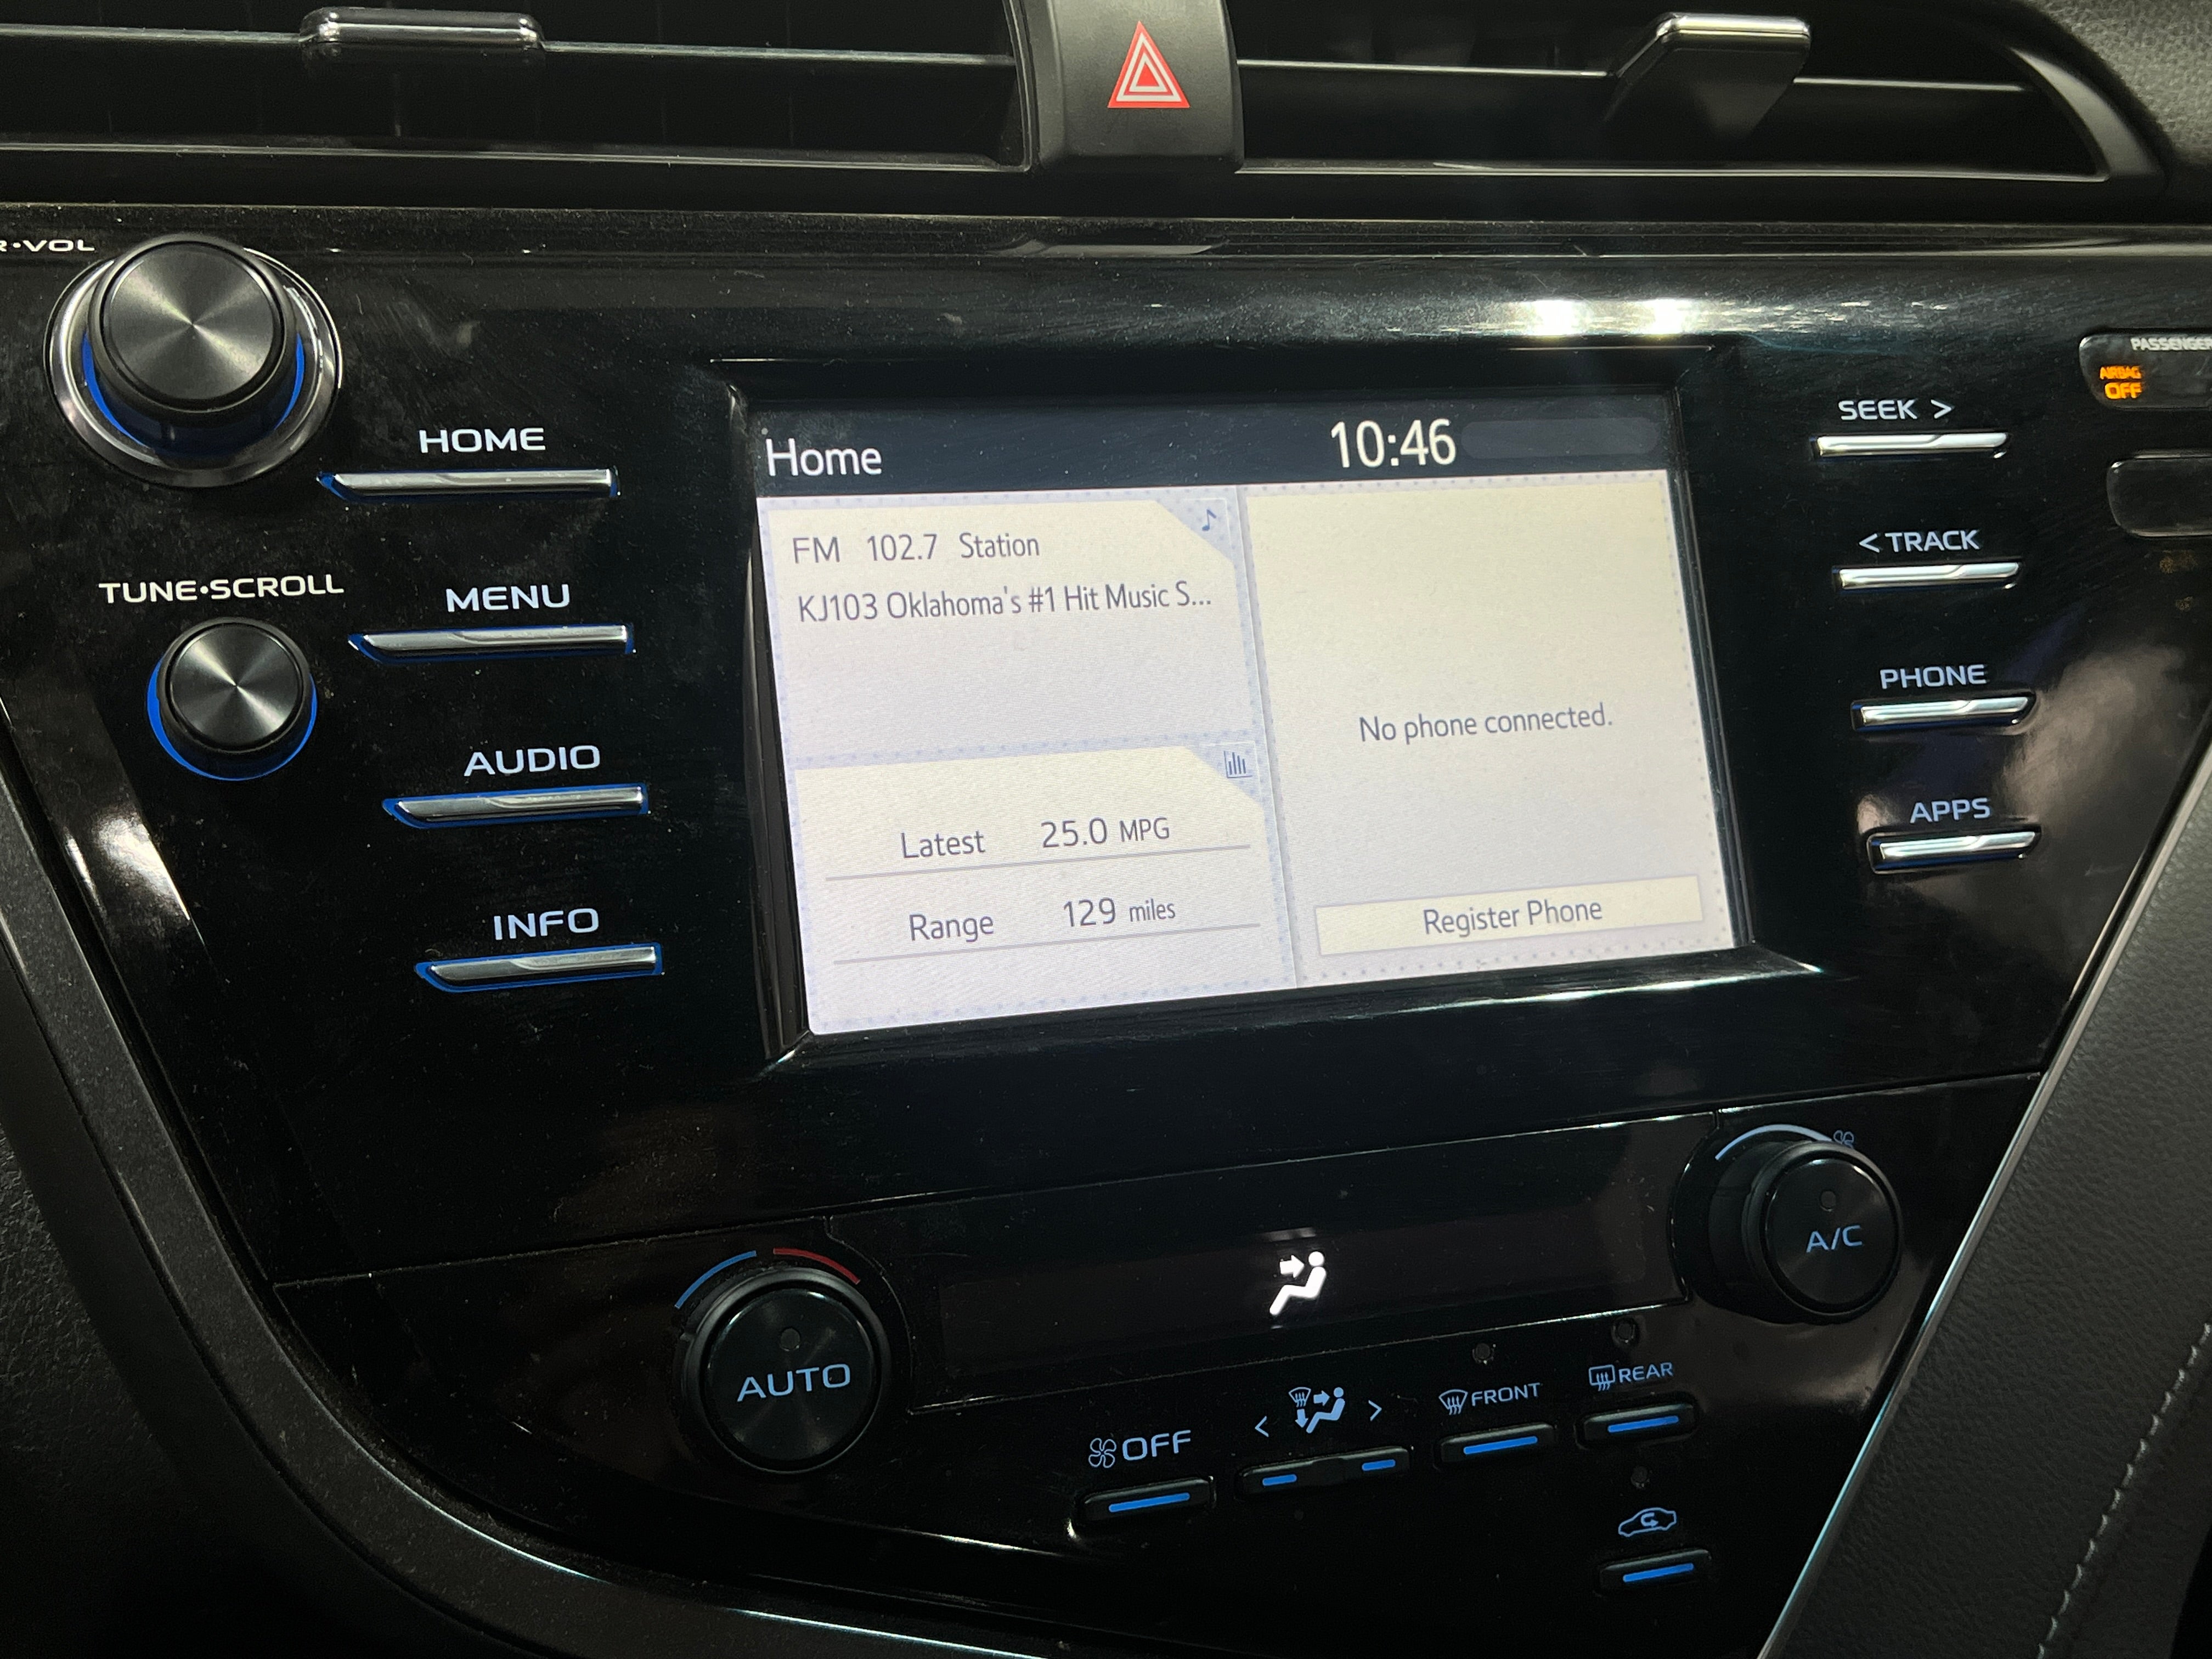 R•VOL
HOME
TUNE•SCROLL
MENU
AUDIO
INFO
Home
10:46
FM 102.7 Station
KJ103 Oklahoma's #1 Hit Music S...
Latest 25.0 MPG
Range 129 miles
No phone connected.
Register Phone
SEEK >
< TRACK
PHONE
APPS
PASSENGER
AIRBAG
OFF
A/C
AUTO
OFF
< >
FRONT
REAR